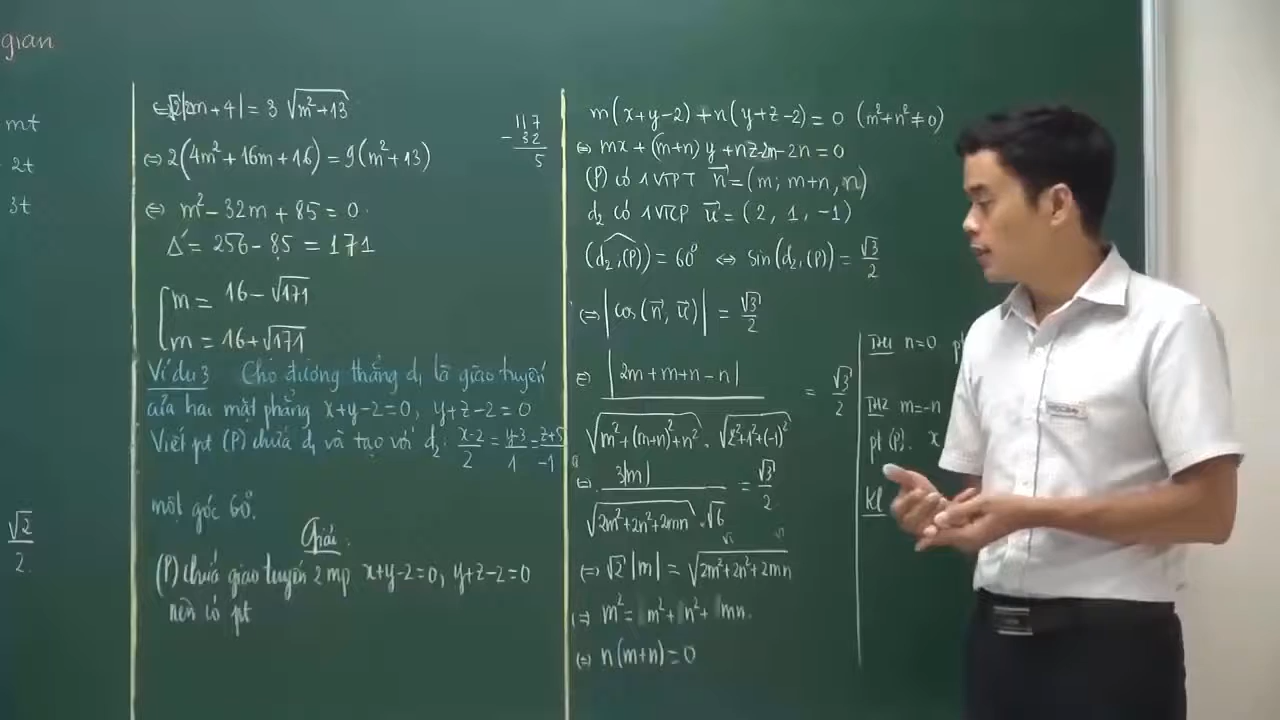 gian
mt
2t
3t
√2/2.
⇔ √2|2m+4| = 3 √(m²+13)
⇔ 2(4m²+16m+16) = 9(m²+13)
⇔ m² - 32m + 85 = 0.
Δ' = 256 - 85 = 171
[m = 16 - √171
m = 16 + √171
117
- 32
5
Ví dụ 3 Cho đường thẳng d₁ là giao tuyến
của hai mặt phẳng x+y-2=0, y+z-2=0
Viết pt (P) chứa d₁ và tạo với d₂: (x-2)/2 = (y-3)/1 = (z+5)/-1
một góc 60°.
Giải.
(P) chứa giao tuyến 2 mp x+y-2=0, y+z-2=0
nên có pt
m(x+y-2) + n(y+z-2) = 0 (m²+n²≠0)
⇔ mx + (m+n)y + nz - 2m - 2n = 0
(P) có 1 VTPT n⃗ = (m; m+n, n)
d₂ có 1 VTCP u⃗ = (2, 1, -1)
(d₂,(P)) = 60° ⇔ sin(d₂,(P)) = √3/2
⇔ |cos(n⃗, u⃗)| = √3/2
⇔ |2m+m+n-n| / (√(m²+(m+n)²+n²) . √(2²+1²+(-1)²)) = √3/2
⇔ 3|m| / (√(2m²+2n²+2mn) . √6) = √3/2
⇔ √2 |m| = √(2m²+2n²+2mn)
⇔ m² = m² + n² + mn.
⇔ n(m+n) = 0
TH1 n=0. pt
TH2 m=-n
pt (P). x
Kl